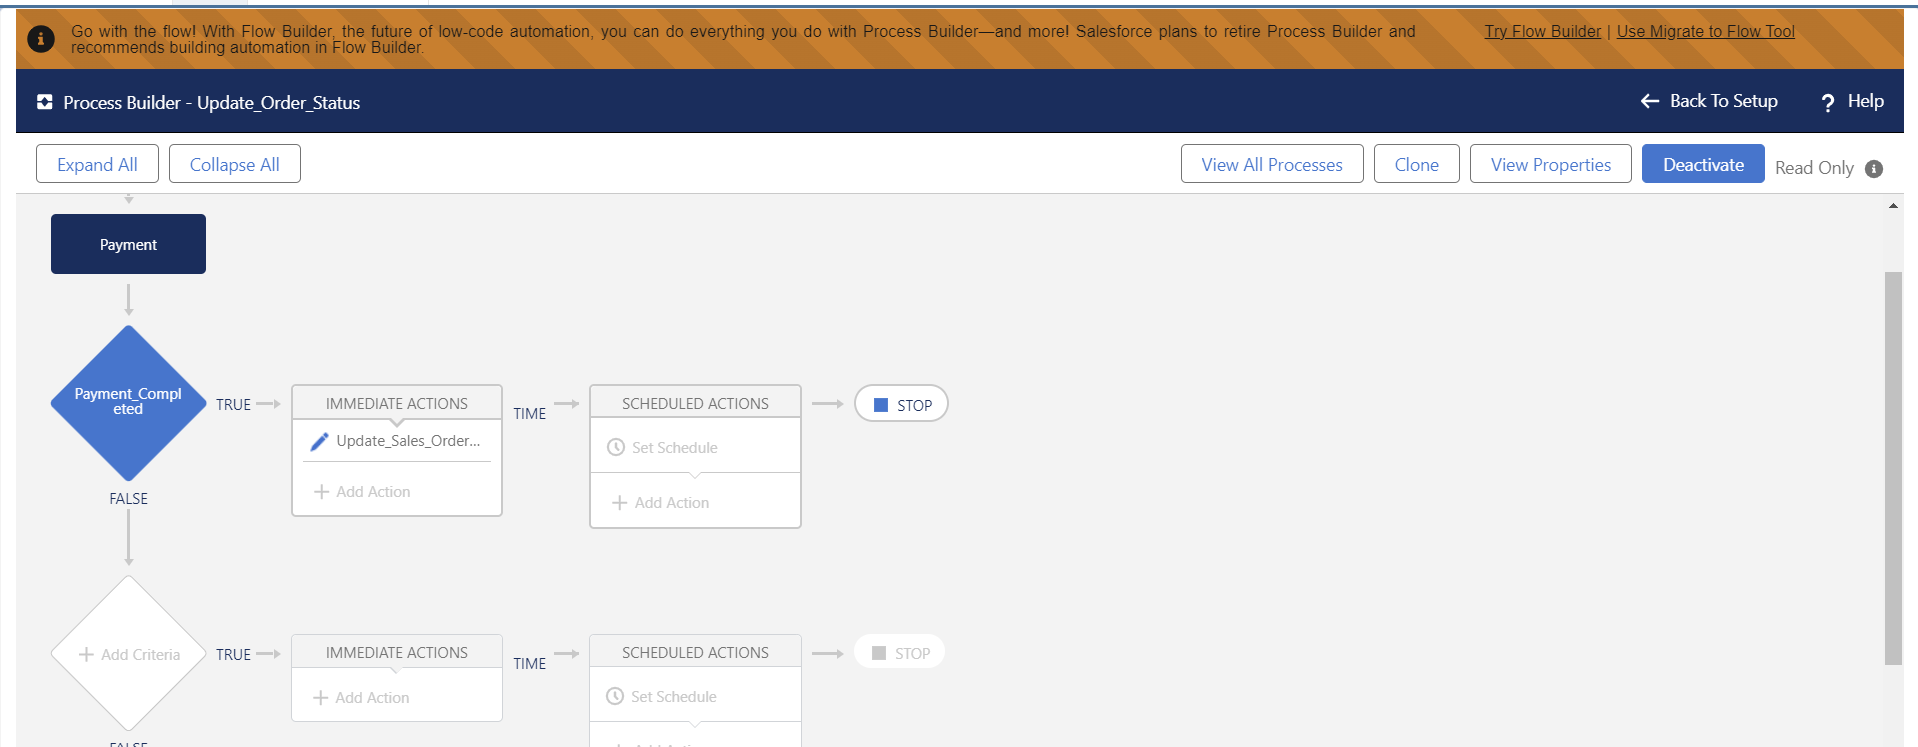 Go with the flow! With Flow Builder, the future of low-code automation, you can do everything you do with Process Builder—and more! Salesforce plans to retire Process Builder and
recommends building automation in Flow Builder.
Try Flow Builder | Use Migrate to Flow Tool
Process Builder - Update_Order_Status
Back To Setup
? Help
Expand All
Collapse All
View All Processes
Clone
View Properties
Deactivate
Read Only
Payment
Payment_Compl
eted
TRUE
IMMEDIATE ACTIONS
Update_Sales_Order...
+ Add Action
TIME
SCHEDULED ACTIONS
Set Schedule
+ Add Action
STOP
FALSE
+ Add Criteria
TRUE
IMMEDIATE ACTIONS
+ Add Action
TIME
SCHEDULED ACTIONS
Set Schedule
STOP